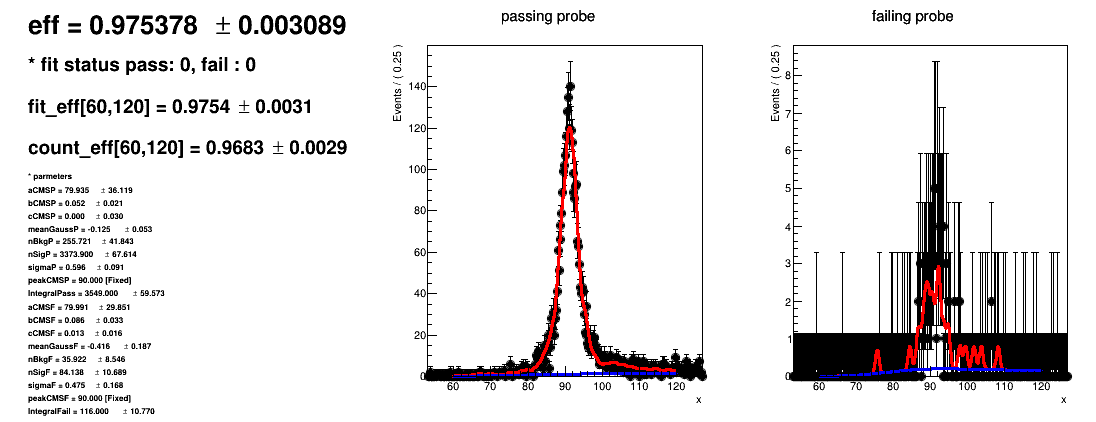 eff = 0.975378 ± 0.003089
* fit status pass: 0, fail : 0
fit_eff[60,120] = 0.9754 ± 0.0031
count_eff[60,120] = 0.9683 ± 0.0029
* parmeters
aCMSP = 79.935 ± 36.119
bCMSP = 0.052 ± 0.021
cCMSP = 0.000 ± 0.030
meanGaussP = -0.125 ± 0.053
nBkgP = 255.721 ± 41.843
nSigP = 3373.900 ± 67.614
sigmaP = 0.596 ± 0.091
peakCMSP = 90.000 [Fixed]
IntegralPass = 3549.000 ± 59.573
aCMSF = 79.991 ± 29.851
bCMSF = 0.086 ± 0.033
cCMSF = 0.013 ± 0.016
meanGaussF = -0.416 ± 0.187
nBkgF = 35.922 ± 8.546
nSigF = 84.138 ± 10.689
sigmaF = 0.475 ± 0.168
peakCMSF = 90.000 [Fixed]
IntegralFail = 116.000 ± 10.770
passing probe
Events / ( 0.25 )
140
120
100
80
60
40
20
0
60 70 80 90 100 110 120
x
failing probe
Events / ( 0.25 )
8
7
6
5
4
3
2
1
0
60 70 80 90 100 110 120
x